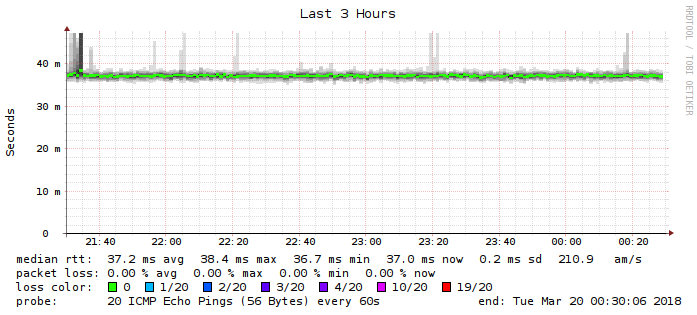 Last 3 Hours
RRDTOOL / TOBI OETIKER
Seconds
40 m
30 m
20 m
10 m
0
21:40 22:00 22:20 22:40 23:00 23:20 23:40 00:00 00:20
median rtt: 37.2 ms avg 38.4 ms max 36.7 ms min 37.0 ms now 0.2 ms sd 210.9 am/s
packet loss: 0.00 % avg 0.00 % max 0.00 % min 0.00 % now
loss color: 0 1/20 2/20 3/20 4/20 10/20 19/20
probe: 20 ICMP Echo Pings (56 Bytes) every 60s end: Tue Mar 20 00:30:06 2018